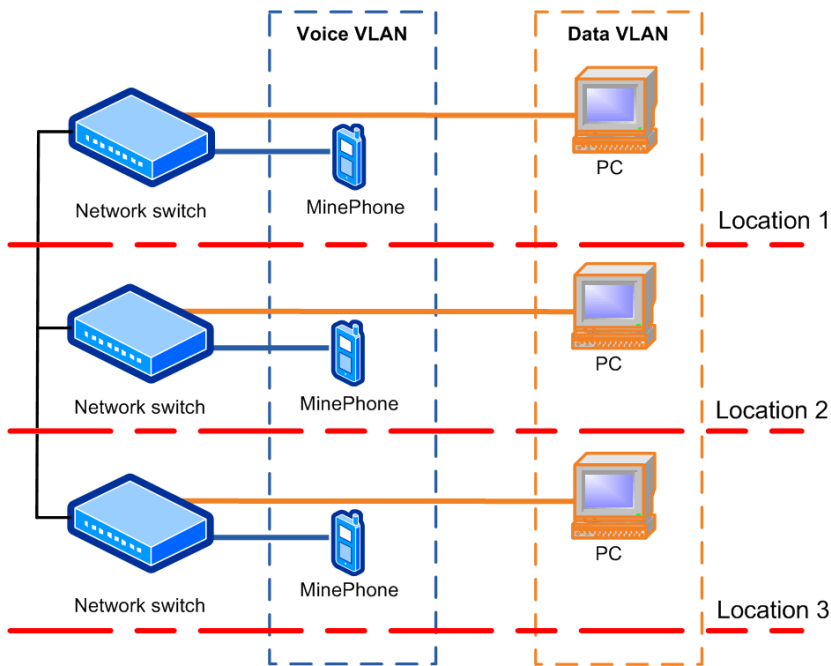 Voice VLAN
Data VLAN
PC
Network switch
MinePhone
Location 1
PC
Network switch
MinePhone
Location 2
PC
Network switch
MinePhone
Location 3